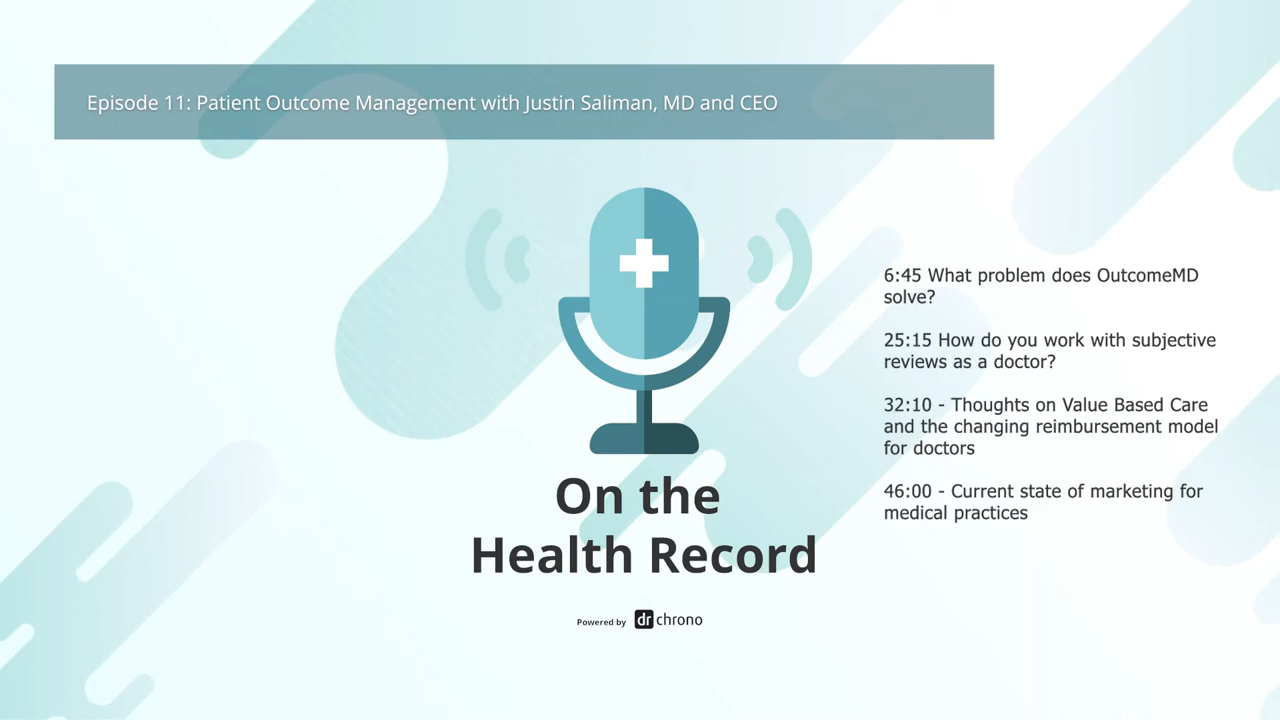 Episode 11: Patient Outcome Management with Justin Saliman, MD and CEO
6:45 What problem does OutcomeMD
solve?
25:15 How do you work with subjective
reviews as a doctor?
32:10 - Thoughts on Value Based Care
and the changing reimbursement model
for doctors
46:00 - Current state of marketing for
medical practices
On the
Health Record
Powered by dr chrono